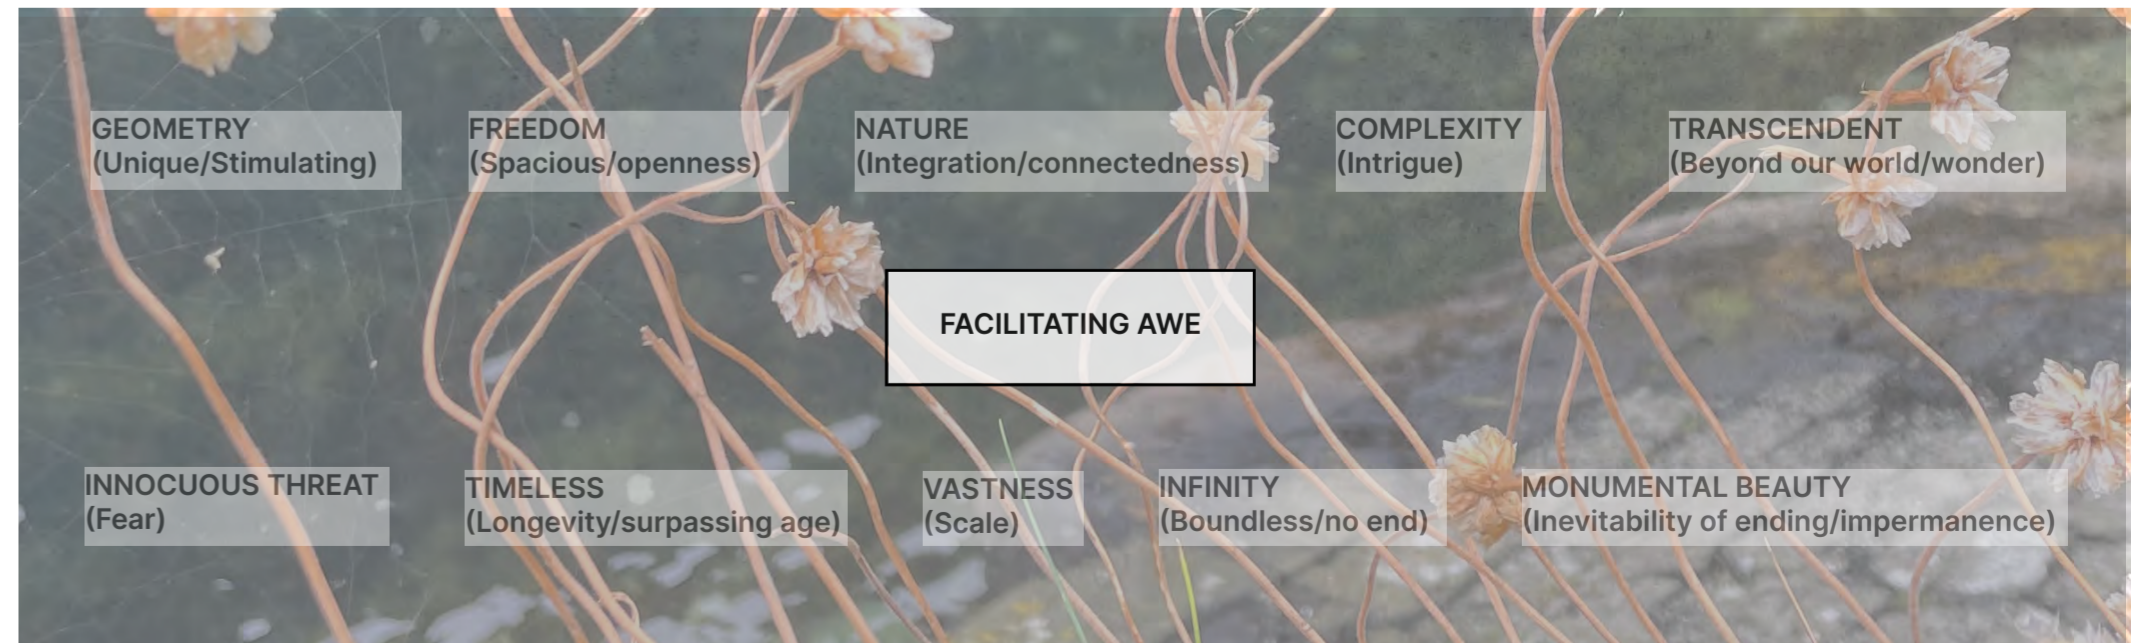 GEOMETRY
(Unique/Stimulating)
FREEDOM
(Spacious/openness)
NATURE
(Integration/connectedness)
COMPLEXITY
(Intrigue)
TRANSCENDENT
(Beyond our world/wonder)
FACILITATING AWE
INNOCUOUS THREAT
(Fear)
TIMELESS
(Longevity/surpassing age)
VASTNESS
(Scale)
INFINITY
(Boundless/no end)
MONUMENTAL BEAUTY
(Inevitability of ending/impermanence)